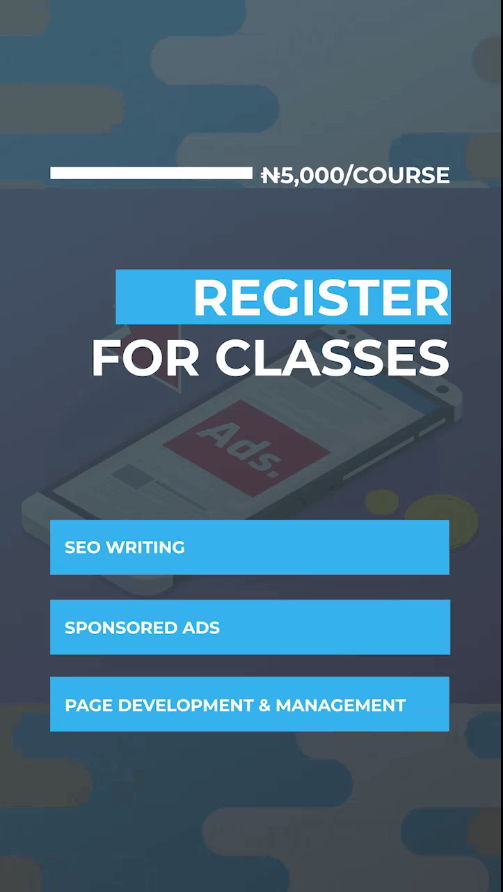 ₦5,000/COURSE
REGISTER
FOR CLASSES
Ads.
SEO WRITING
SPONSORED ADS
PAGE DEVELOPMENT & MANAGEMENT